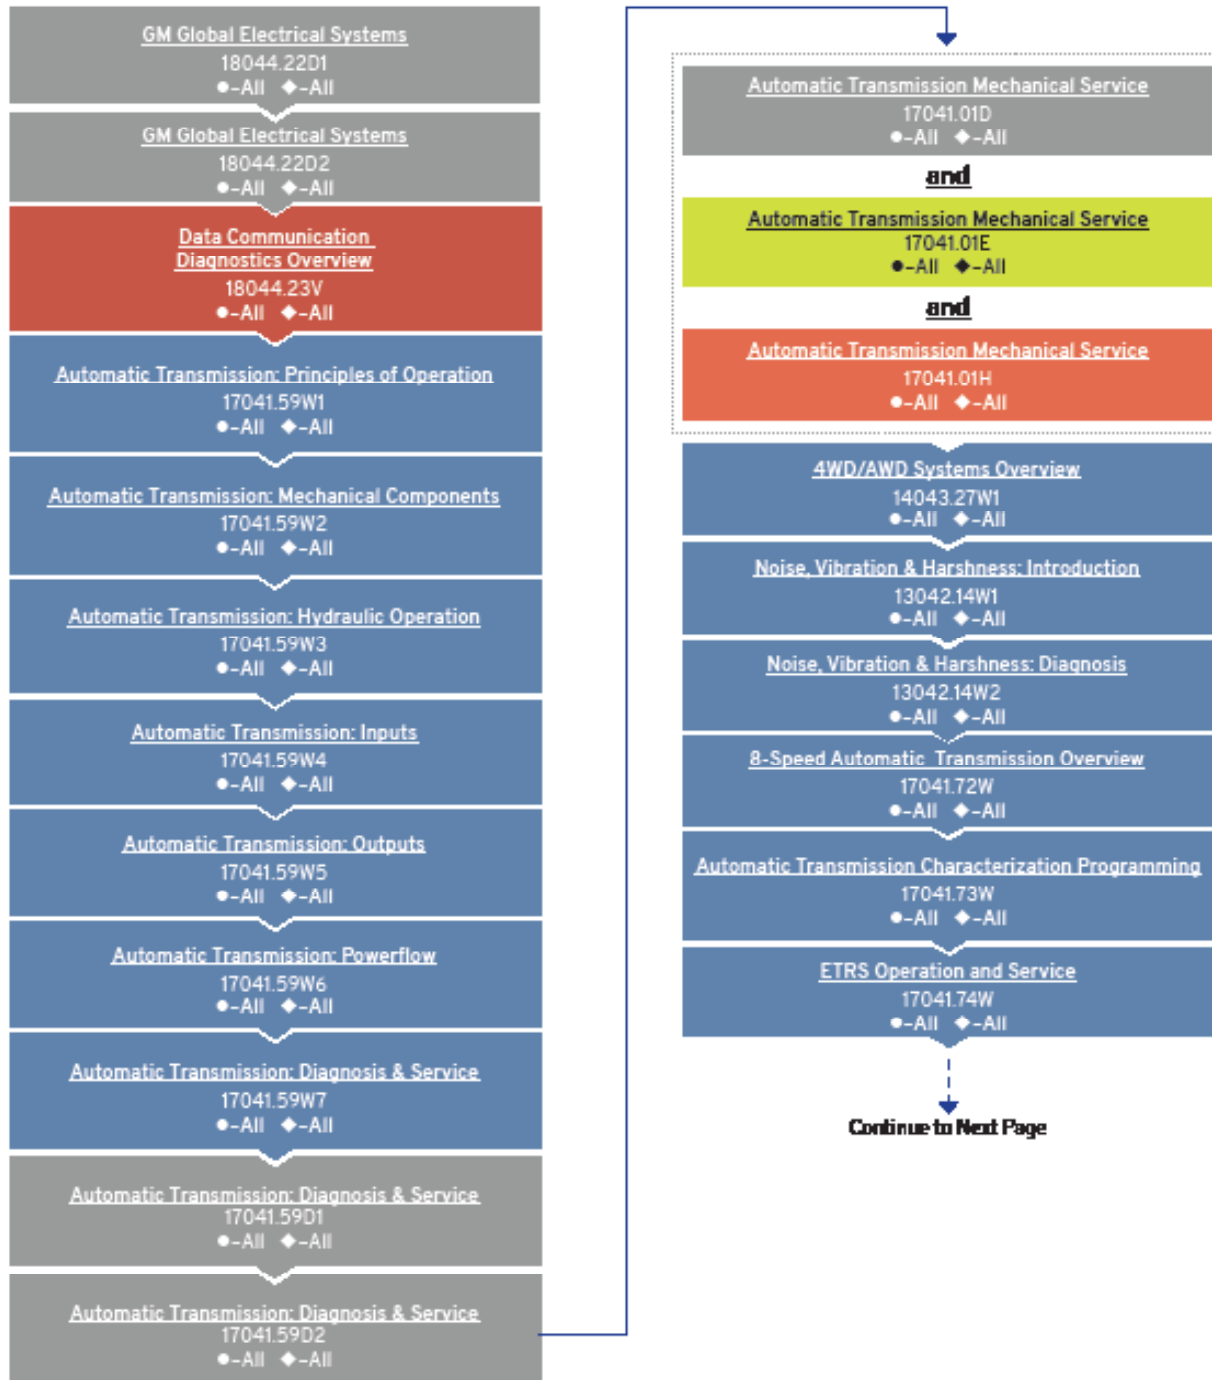 GM Global Electrical Systems
18044.22D1
●-All ◆-All
GM Global Electrical Systems
18044.22D2
●-All ◆-All
Data Communication
Diagnostics Overview
18044.23V
●-All ◆-All
Automatic Transmission: Principles of Operation
17041.59W1
●-All ◆-All
Automatic Transmission: Mechanical Components
17041.59W2
●-All ◆-All
Automatic Transmission: Hydraulic Operation
17041.59W3
●-All ◆-All
Automatic Transmission: Inputs
17041.59W4
●-All ◆-All
Automatic Transmission: Outputs
17041.59W5
●-All ◆-All
Automatic Transmission: Powerflow
17041.59W6
●-All ◆-All
Automatic Transmission: Diagnosis & Service
17041.59W7
●-All ◆-All
Automatic Transmission: Diagnosis & Service
17041.59D1
●-All ◆-All
Automatic Transmission: Diagnosis & Service
17041.59D2
●-All ◆-All
Automatic Transmission Mechanical Service
17041.01D
●-All ◆-All
and
Automatic Transmission Mechanical Service
17041.01E
●-All ◆-All
and
Automatic Transmission Mechanical Service
17041.01H
●-All ◆-All
4WD/AWD Systems Overview
14043.27W1
●-All ◆-All
Noise, Vibration & Harshness: Introduction
13042.14W1
●-All ◆-All
Noise, Vibration & Harshness: Diagnosis
13042.14W2
●-All ◆-All
8-Speed Automatic Transmission Overview
17041.72W
●-All ◆-All
Automatic Transmission Characterization Programming
17041.73W
●-All ◆-All
ETRS Operation and Service
17041.74W
●-All ◆-All
Continue to Next Page